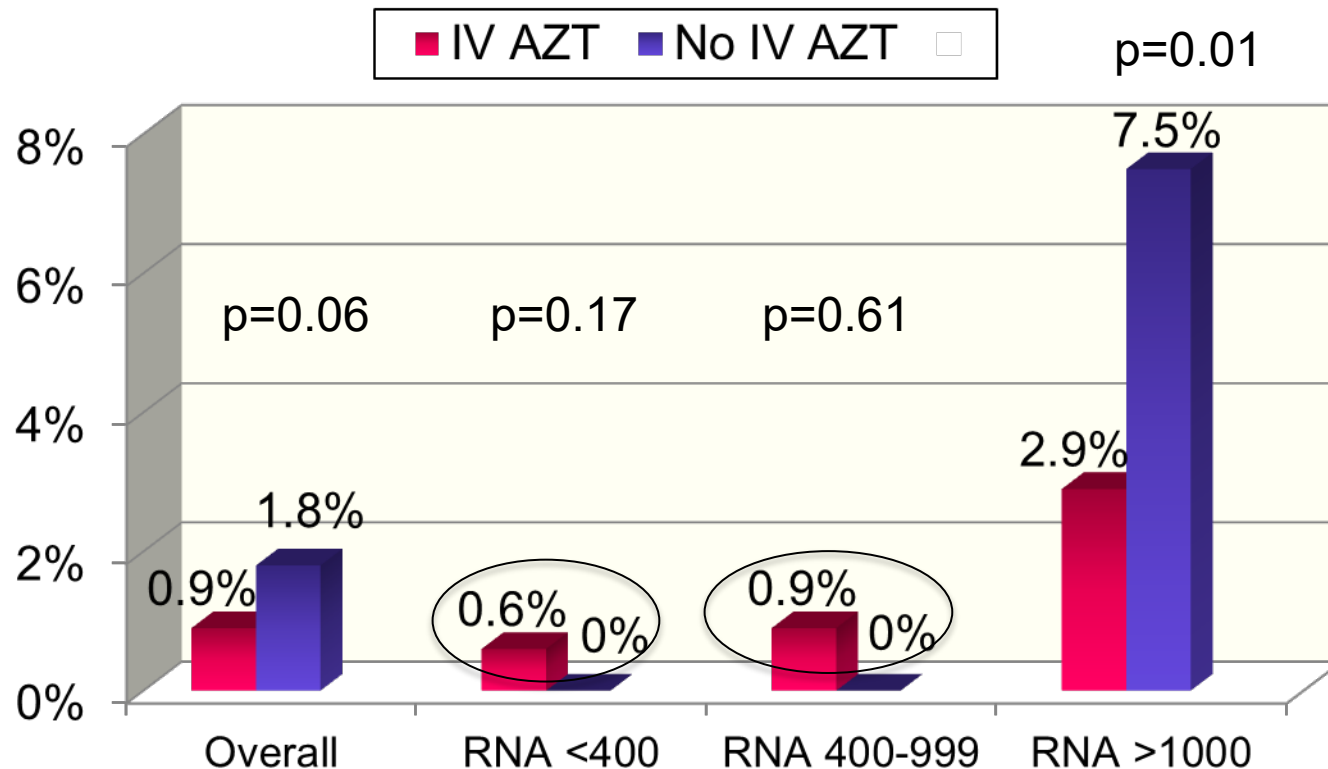 IV AZT No IV AZT
p=0.01
8%
7.5%
6%
p=0.06 p=0.17 p=0.61
4%
2.9%
1.8%
2%
0.9% 0.6% 0% 0.9% 0%
0%
Overall RNA <400 RNA 400-999 RNA >1000